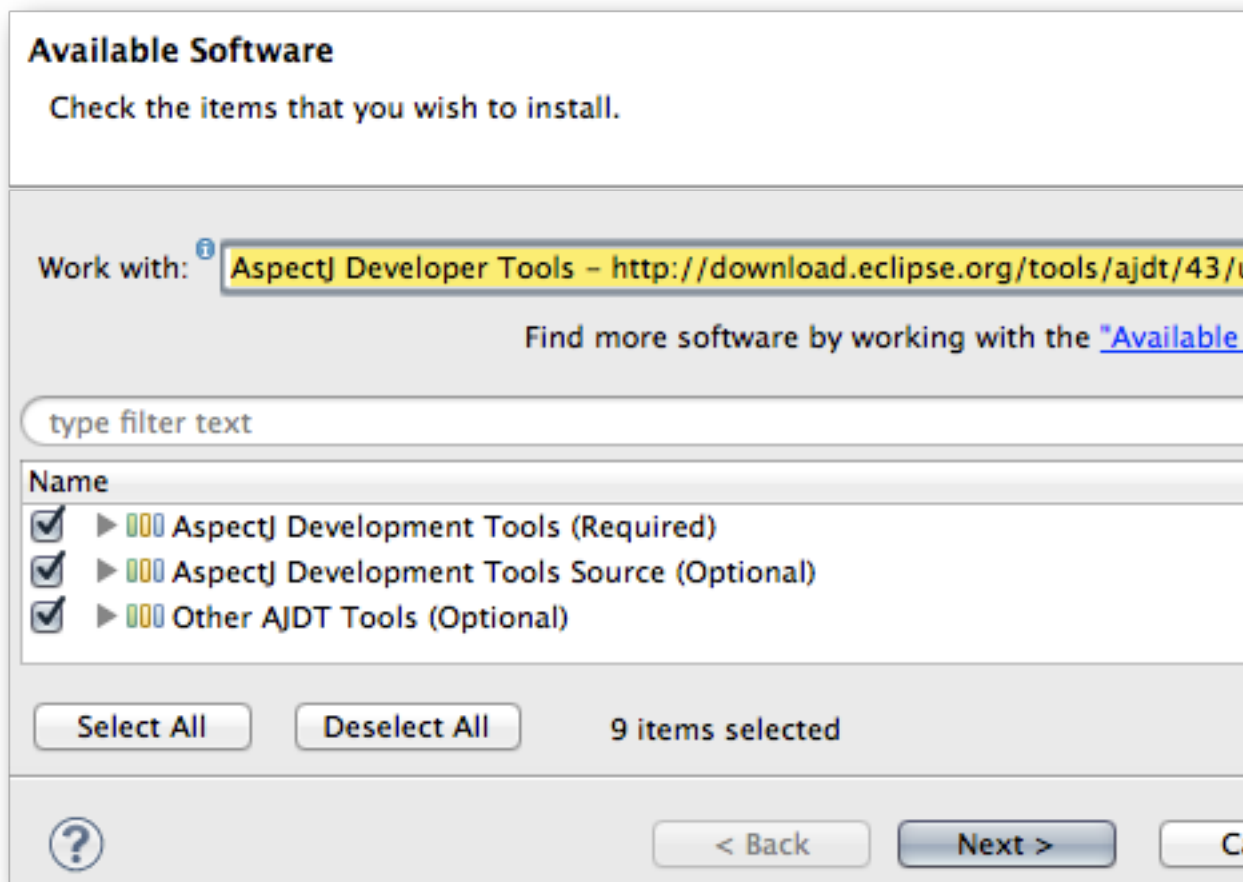 Available Software
Check the items that you wish to install.
Work with: AspectJ Developer Tools – http://download.eclipse.org/tools/ajdt/43/u
Find more software by working with the "Available
type filter text
Name
AspectJ Development Tools (Required)
AspectJ Development Tools Source (Optional)
Other AJDT Tools (Optional)
Select All Deselect All 9 items selected
? < Back Next > Ca